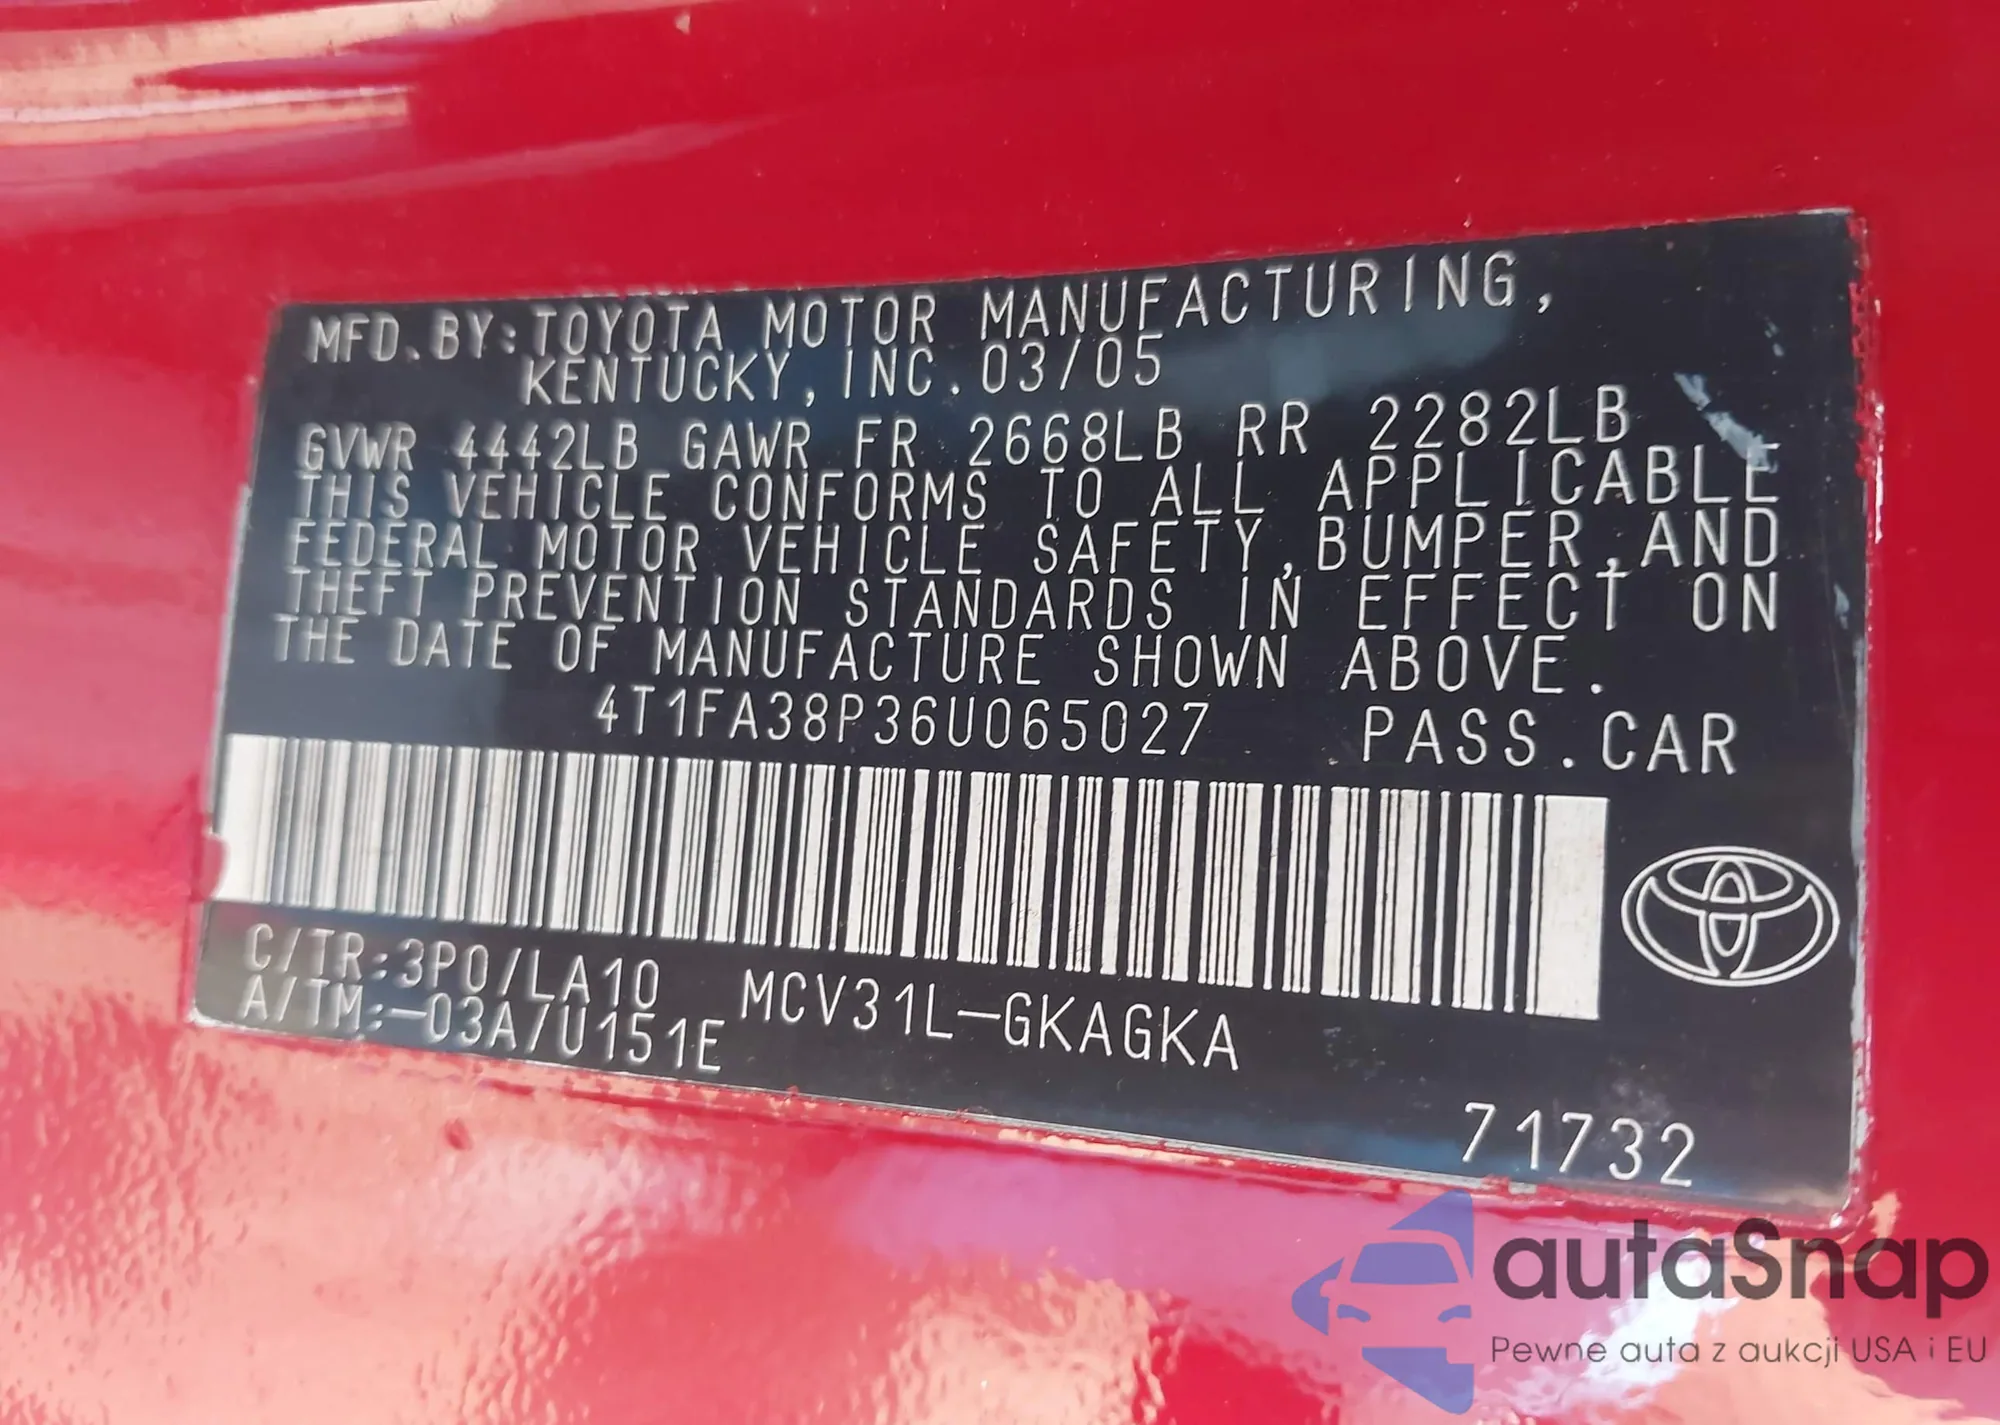 MFD.BY:TOYOTA MOTOR MANUFACTURING,
KENTUCKY, INC. 03/05
GVWR 4442LB GAWR FR 2668LB RR 2282LB
THIS VEHICLE CONFORMS TO ALL APPLICABLE
FEDERAL MOTOR VEHICLE SAFETY, BUMPER, AND
THEFT PREVENTION STANDARDS IN EFFECT ON
THE DATE OF MANUFACTURE SHOWN ABOVE.
4T1FA38P36U065027 PASS.CAR
C/TR:3P0/LA10 MCV31L-GKAGKA
A/TM:-03A/U151E
71732
autaSnap
Pewne auta z aukcji USA i EU